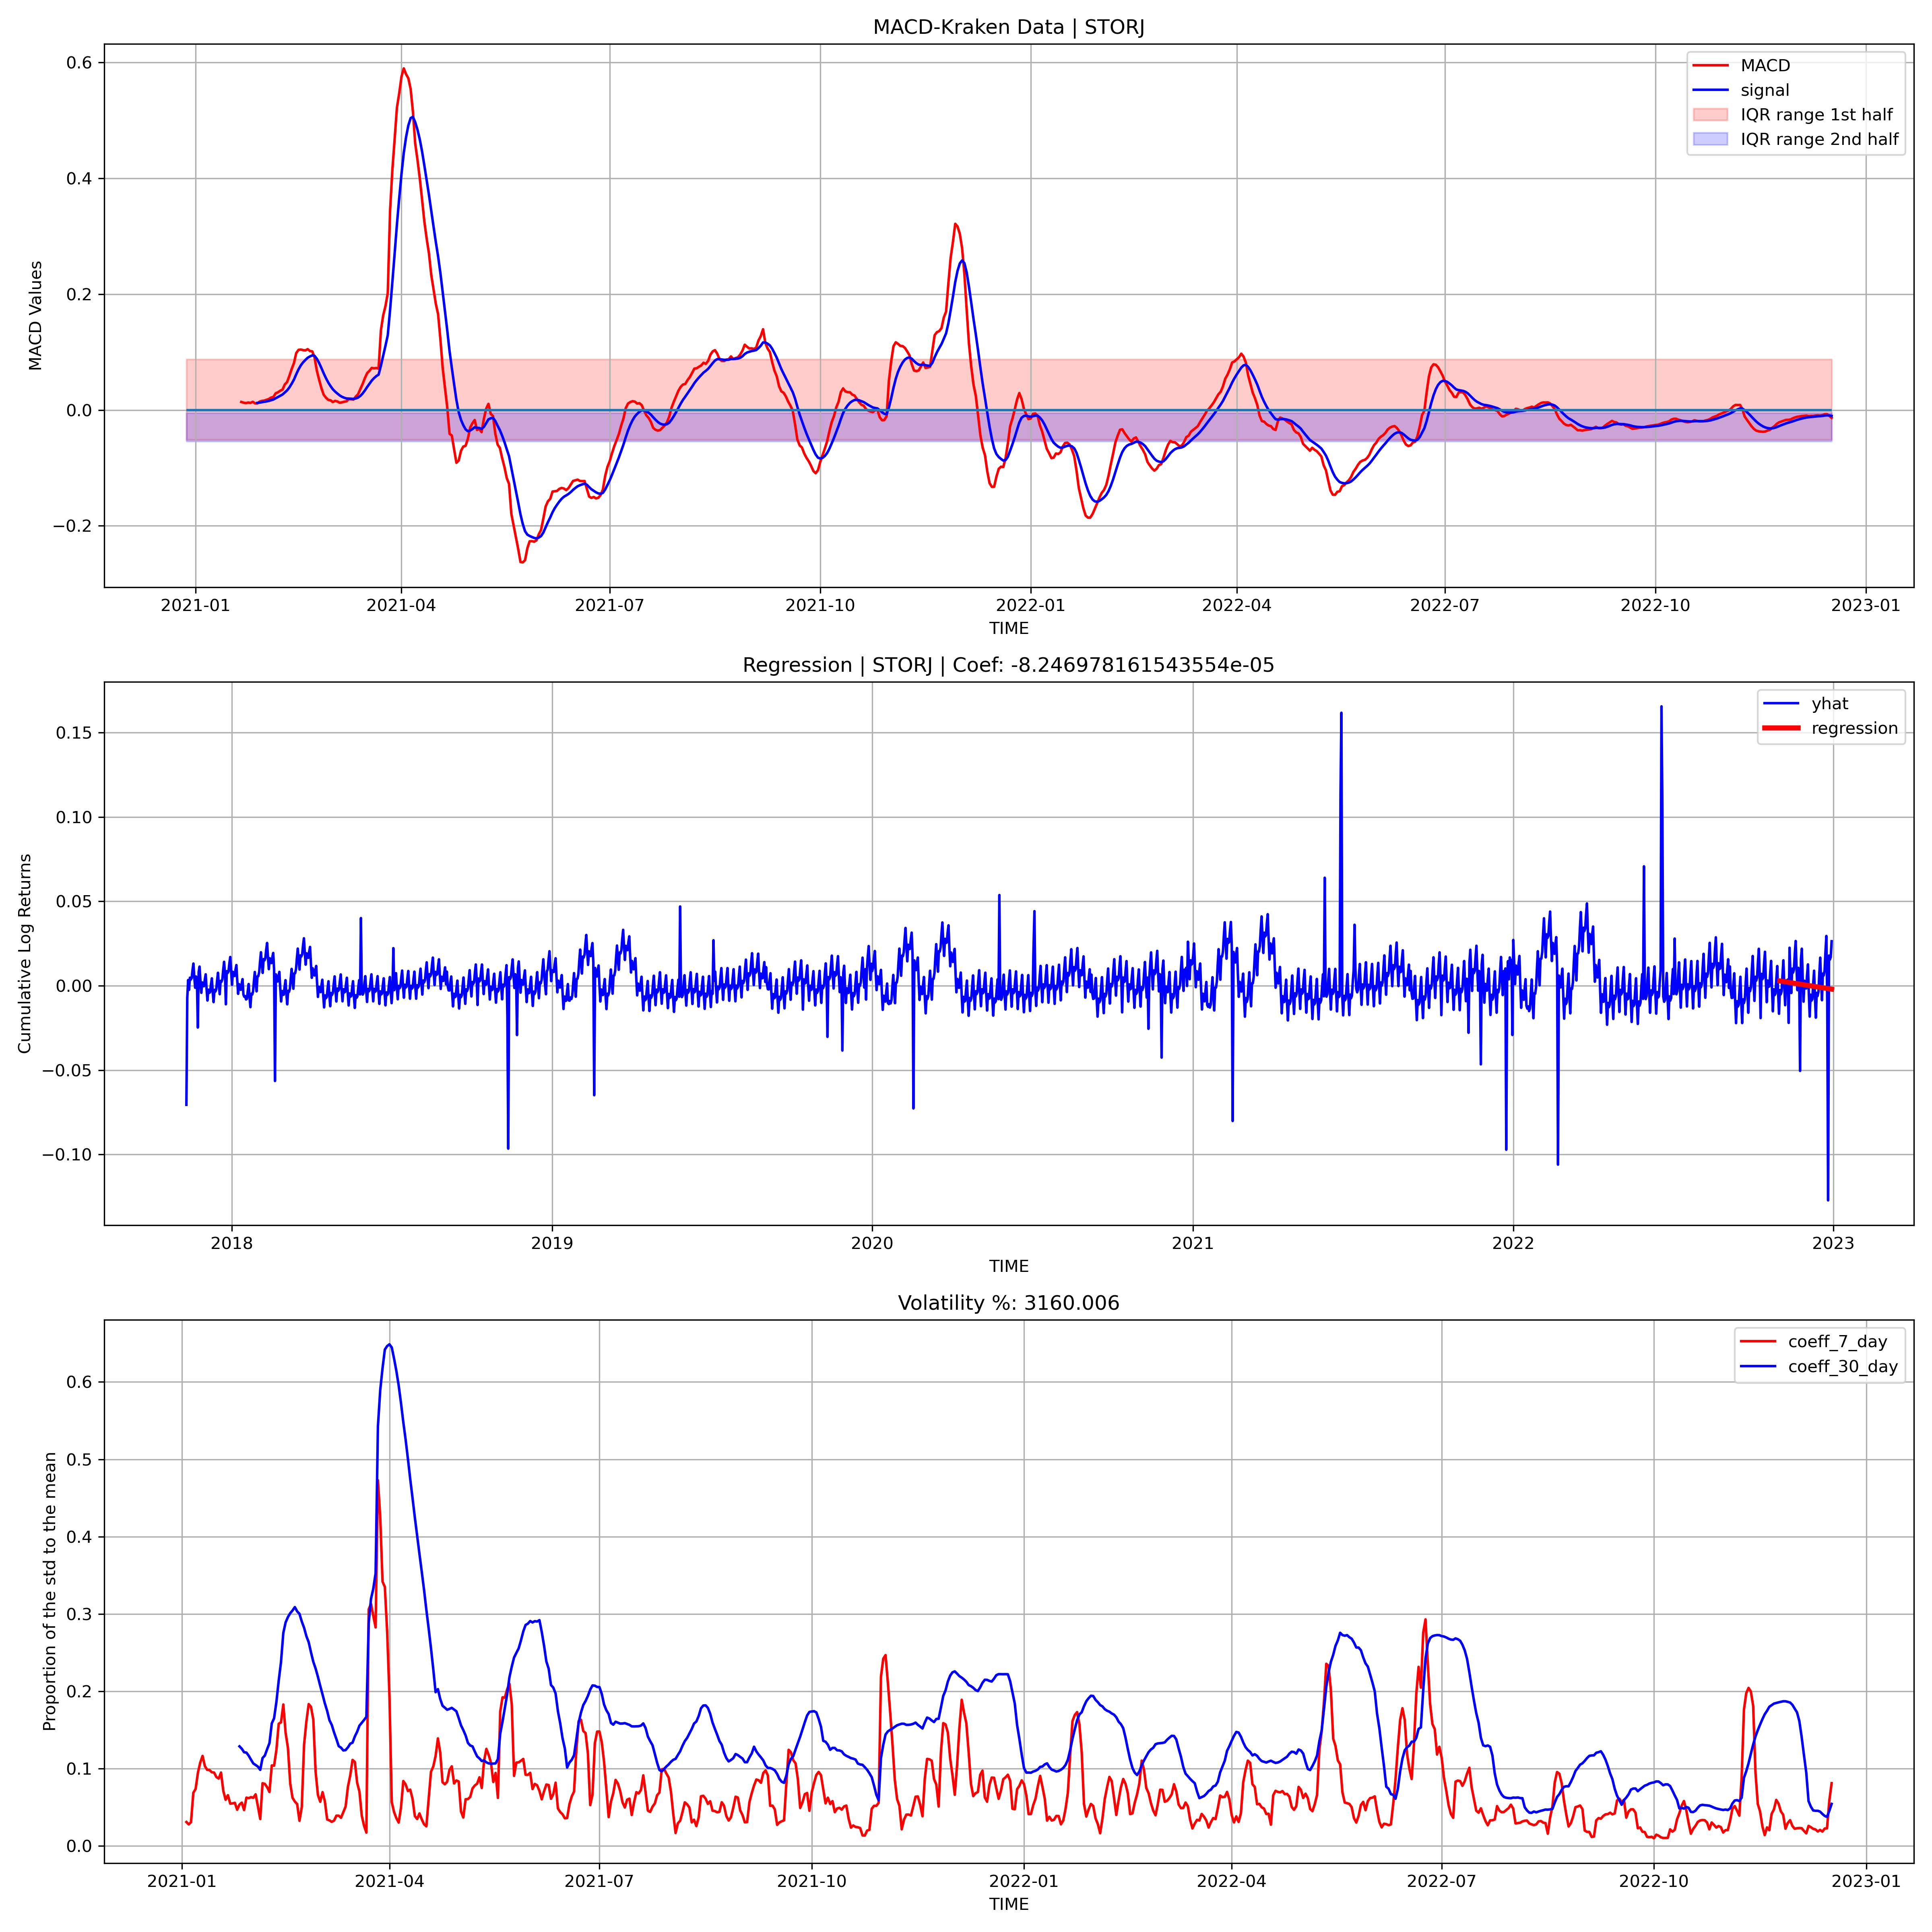 MACD-Kraken Data | STORJ
MACD Values
0.6
0.4
0.2
0.0
−0.2
MACD
signal
IQR range 1st half
IQR range 2nd half
2021-01 2021-04 2021-07 2021-10 2022-01 2022-04 2022-07 2022-10 2023-01
TIME
Regression | STORJ | Coef: -8.246978161543554e-05
Cumulative Log Returns
0.15
0.10
0.05
0.00
−0.05
−0.10
yhat
regression
2018 2019 2020 2021 2022 2023
TIME
Volatility %: 3160.006
Proportion of the std to the mean
0.6
0.5
0.4
0.3
0.2
0.1
0.0
coeff_7_day
coeff_30_day
2021-01 2021-04 2021-07 2021-10 2022-01 2022-04 2022-07 2022-10 2023-01
TIME